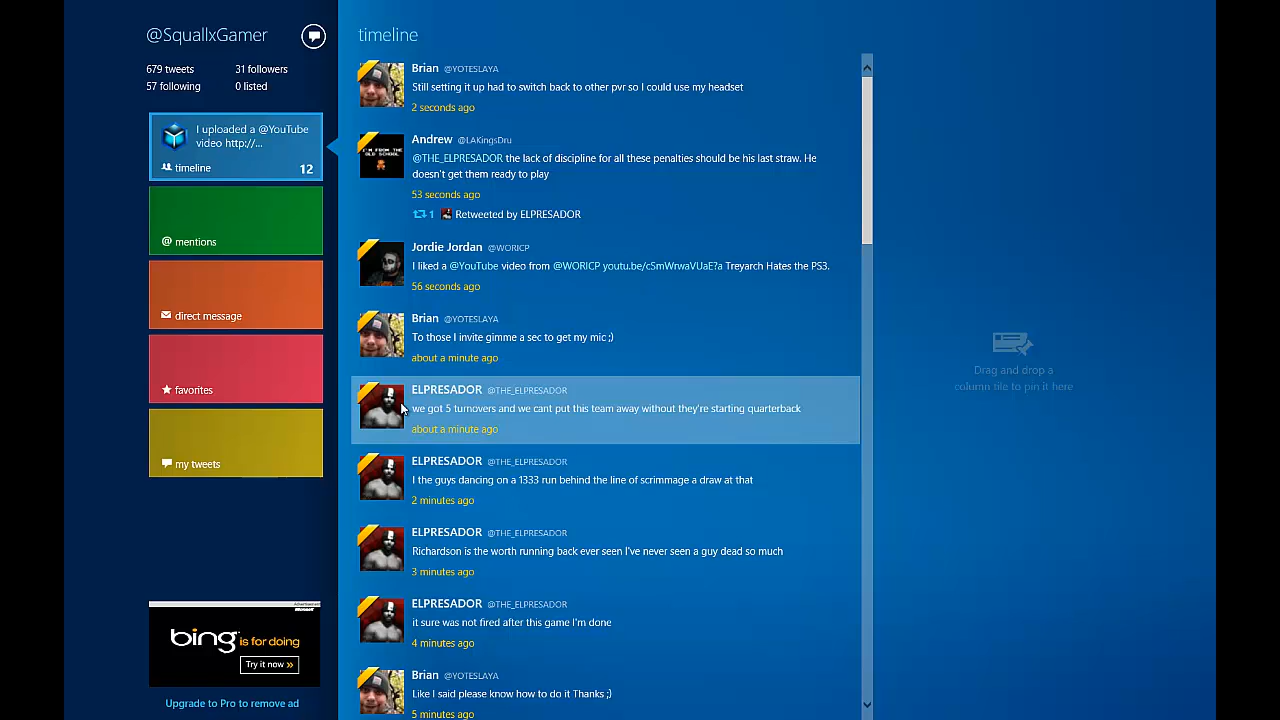 @SquallxGamer
679 tweets 31 followers
57 following 0 listed
I uploaded a @YouTube
video http://...
timeline 12
@ mentions
direct message
favorites
my tweets
bing is for doing
Try it now »
Upgrade to Pro to remove ad
timeline
Brian @YOTESLAYA
Still setting it up had to switch back to other pvr so I could use my headset
2 seconds ago
Andrew @LAKingsDru
@THE_ELPRESADOR the lack of discipline for all these penalties should be his last straw. He
doesn't get them ready to play
53 seconds ago
1 Retweeted by ELPRESADOR
Jordie Jordan @WORICP
I liked a @YouTube video from @WORICP youtu.be/cSmWrwaVUaE?a Treyarch Hates the PS3.
56 seconds ago
Brian @YOTESLAYA
To those I invite gimme a sec to get my mic ;)
about a minute ago
ELPRESADOR @THE_ELPRESADOR
we got 5 turnovers and we cant put this team away without they're starting quarterback
about a minute ago
ELPRESADOR @THE_ELPRESADOR
I the guys dancing on a 1333 run behind the line of scrimmage a draw at that
2 minutes ago
ELPRESADOR @THE_ELPRESADOR
Richardson is the worth running back ever seen I've never seen a guy dead so much
3 minutes ago
ELPRESADOR @THE_ELPRESADOR
it sure was not fired after this game I'm done
4 minutes ago
Brian @YOTESLAYA
Like I said please know how to do it Thanks ;)
5 minutes ago
Drag and drop a
column tile to pin it here